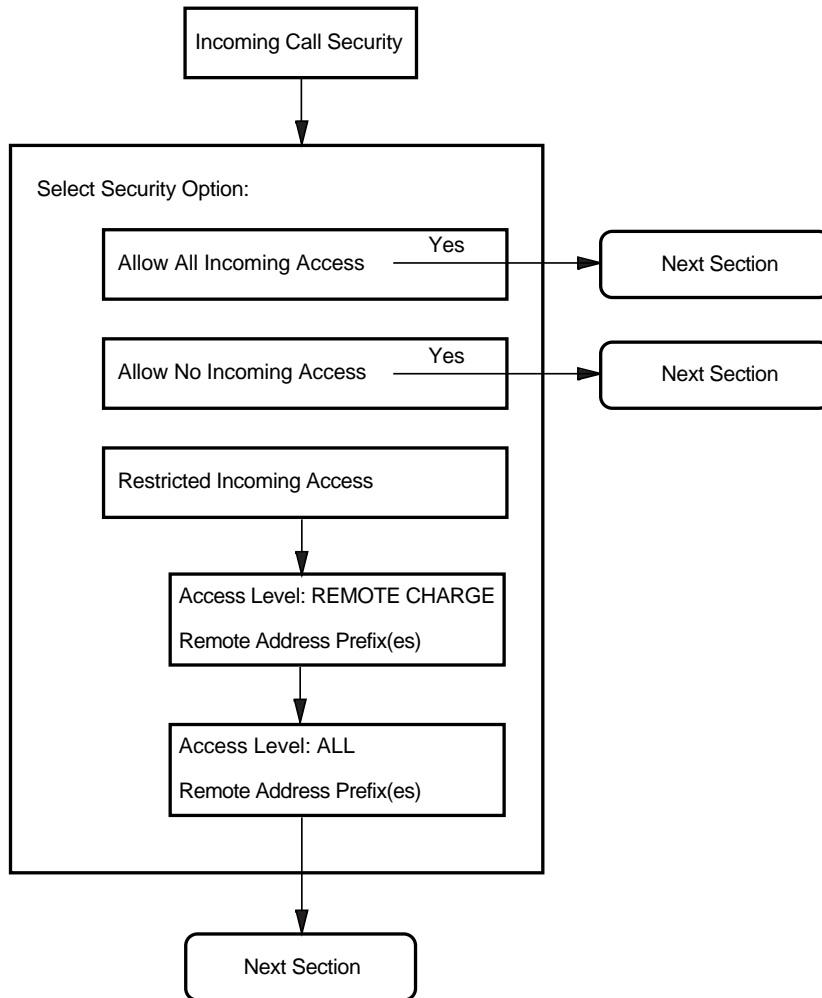 Incoming Call Security
Select Security Option:
Allow All Incoming Access
Yes
Next Section
Allow No Incoming Access
Yes
Next Section
Restricted Incoming Access
Access Level: REMOTE CHARGE
Remote Address Prefix(es)
Access Level: ALL
Remote Address Prefix(es)
Next Section